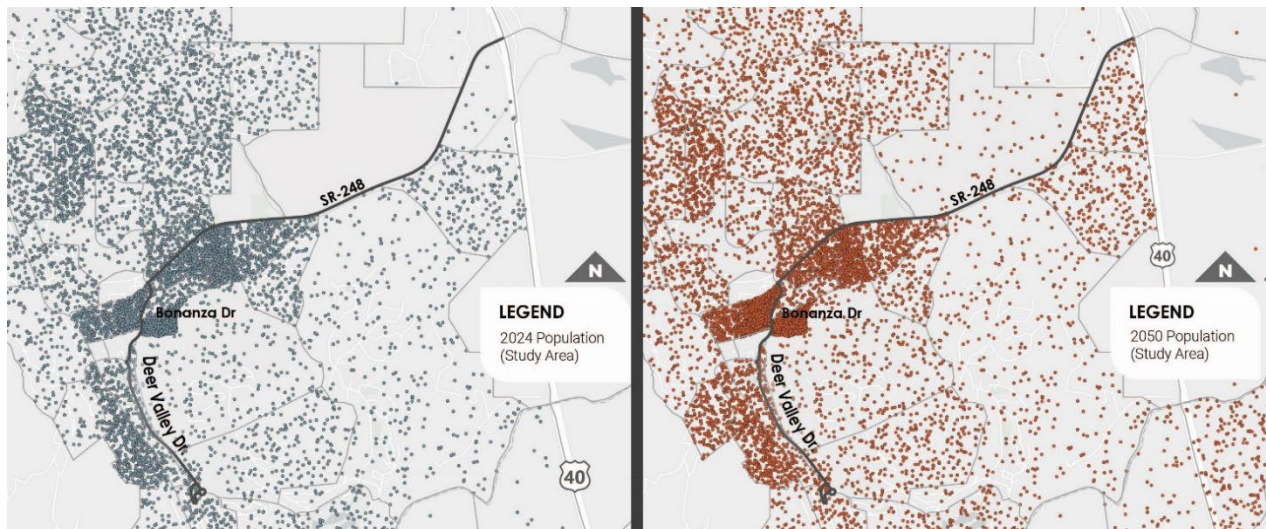 SR-248
Bonanza Dr
Deer Valley Dr.
N
LEGEND
2024 Population
(Study Area)
40
SR-248
40
N
Bonanza Dr
LEGEND
2050 Population
(Study Area)
Deer Valley Dr.